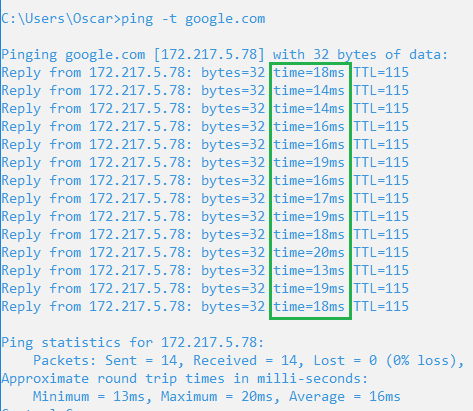 C:\Users\Oscar>ping -t google.com
Pinging google.com [172.217.5.78] with 32 bytes of data:
Reply from 172.217.5.78: bytes=32 time=18ms TTL=115
Reply from 172.217.5.78: bytes=32 time=14ms TTL=115
Reply from 172.217.5.78: bytes=32 time=14ms TTL=115
Reply from 172.217.5.78: bytes=32 time=16ms TTL=115
Reply from 172.217.5.78: bytes=32 time=16ms TTL=115
Reply from 172.217.5.78: bytes=32 time=19ms TTL=115
Reply from 172.217.5.78: bytes=32 time=16ms TTL=115
Reply from 172.217.5.78: bytes=32 time=17ms TTL=115
Reply from 172.217.5.78: bytes=32 time=19ms TTL=115
Reply from 172.217.5.78: bytes=32 time=18ms TTL=115
Reply from 172.217.5.78: bytes=32 time=20ms TTL=115
Reply from 172.217.5.78: bytes=32 time=13ms TTL=115
Reply from 172.217.5.78: bytes=32 time=19ms TTL=115
Reply from 172.217.5.78: bytes=32 time=18ms TTL=115
Ping statistics for 172.217.5.78:
Packets: Sent = 14, Received = 14, Lost = 0 (0% loss),
Approximate round trip times in milli-seconds:
Minimum = 13ms, Maximum = 20ms, Average = 16ms